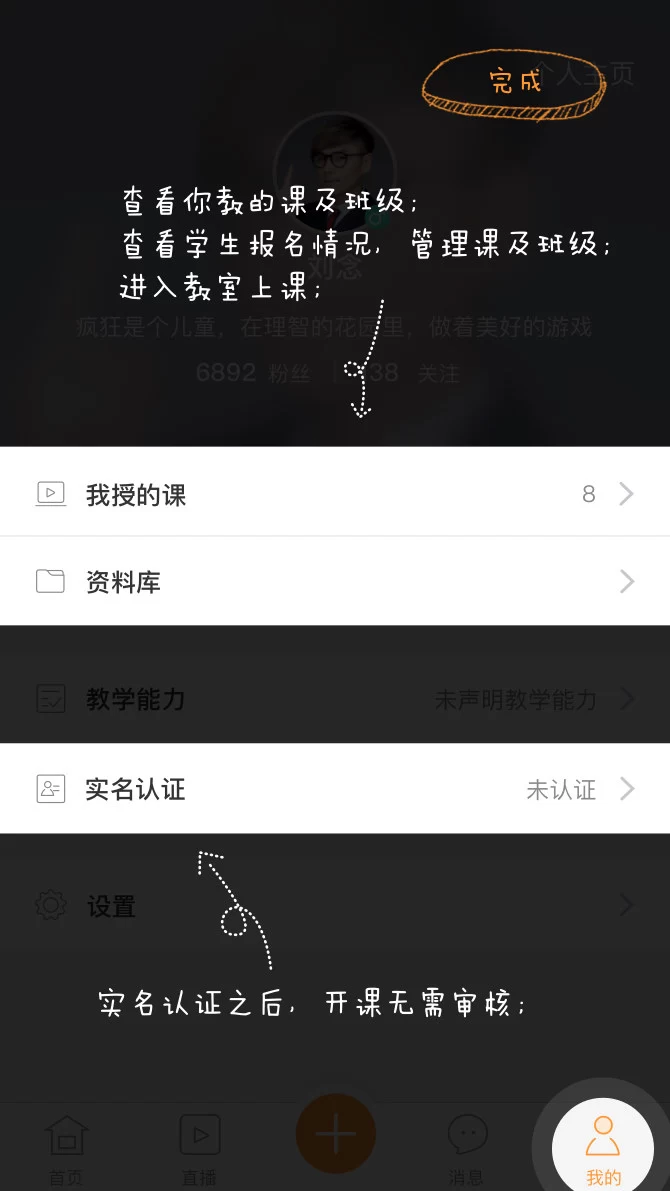 个人主页
完成
查看你教的课及班级；
查看学生报名情况，管理课及班级；
刘念
进入教室上课；
疯狂是个儿童，在理智的花园里，做着美好的游戏
6892 粉丝 38 关注
我授的课 8
资料库
教学能力 未声明教学能力
实名认证 未认证
设置
实名认证之后，开课无需审核；
首页 直播 消息 我的